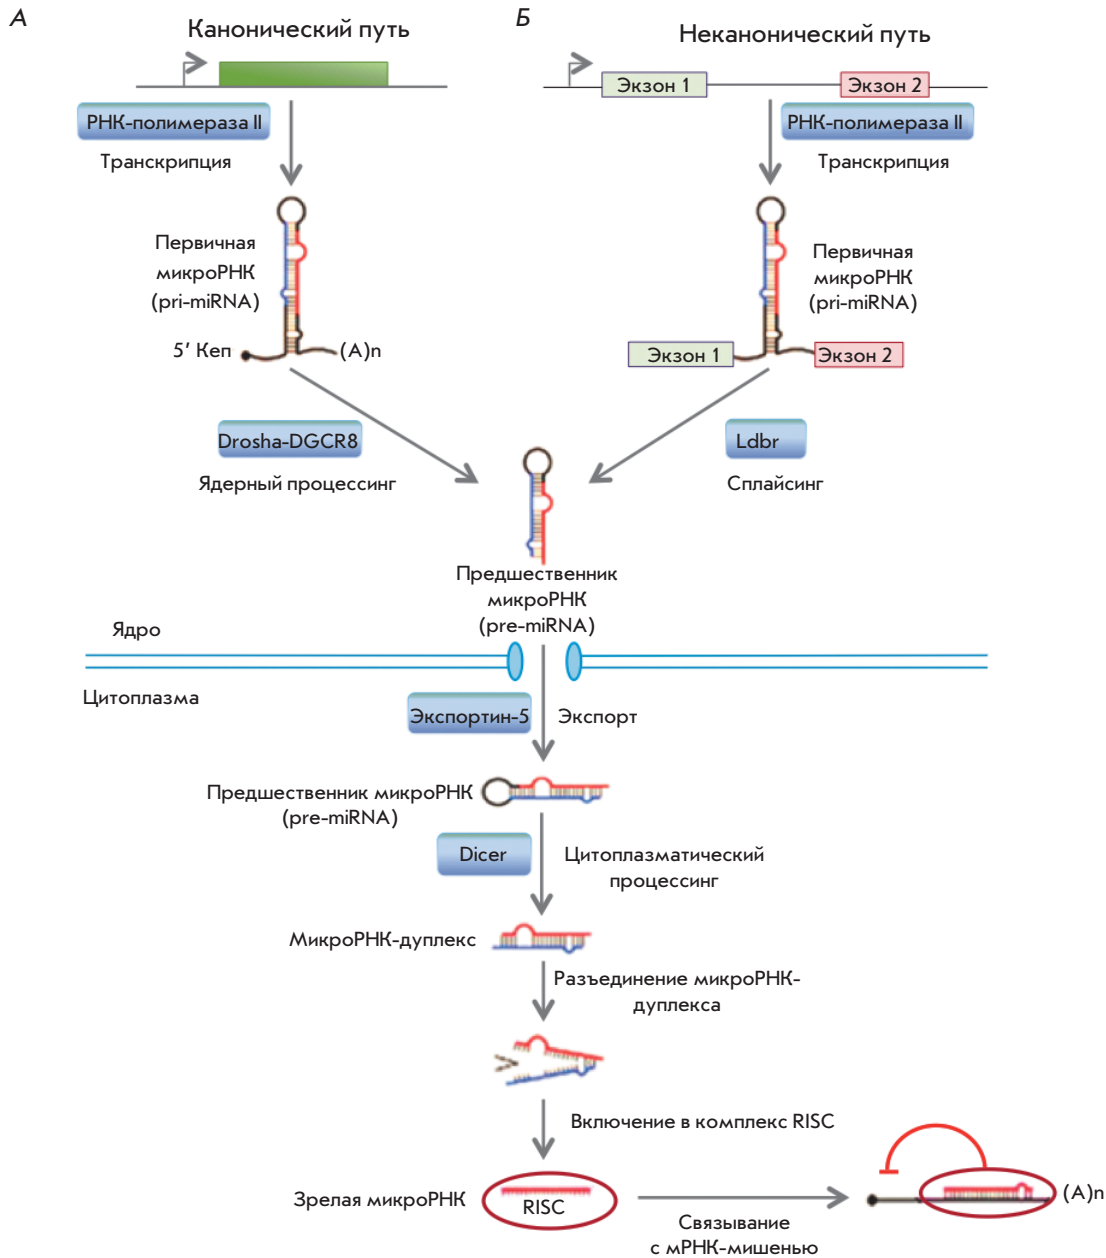 А
Канонический путь
РНК-полимераза II
Транскрипция
Первичная
микроРНК
(pri-miRNA)
5' Кеп
(A)n
Drosha-DGCR8
Ядерный процессинг
Б
Неканонический путь
Экзон 1
Экзон 2
РНК-полимераза II
Транскрипция
Первичная
микроРНК
(pri-miRNA)
Экзон 1
Экзон 2
Ldbr
Сплайсинг
Предшественник
микроРНК
(pre-miRNA)
Ядро
Цитоплазма
Экспортин-5
Экспорт
Предшественник микроРНК
(pre-miRNA)
Dicer
Цитоплазматический
процессинг
МикроРНК-дуплекс
Разъединение микроРНК-
дуплекса
Включение в комплекс RISC
Зрелая микроРНК
RISC
Связывание
с мРНК-мишенью
(A)n